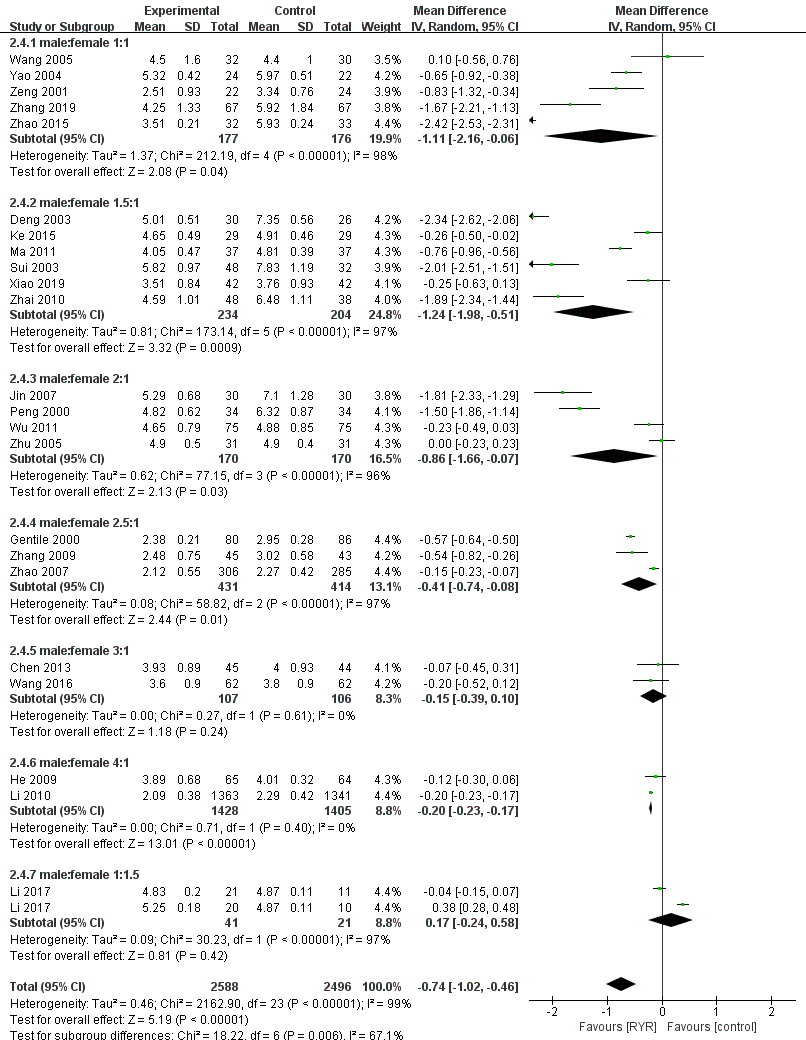 Experimental Control Mean Difference Mean Difference
Study or Subgroup Mean SD Total Mean SD Total Weight IV, Random, 95% CI IV, Random, 95% CI
2.4.1 male:female 1:1
Wang 2005 4.5 1.6 32 4.4 1 30 3.5% 0.10 [-0.56, 0.76]
Yao 2004 5.32 0.42 24 5.97 0.51 22 4.2% -0.65 [-0.92, -0.38]
Zeng 2001 2.51 0.93 22 3.34 0.76 24 3.9% -0.83 [-1.32, -0.34]
Zhang 2019 4.25 1.33 67 5.92 1.84 67 3.8% -1.67 [-2.21, -1.13]
Zhao 2015 3.51 0.21 32 5.93 0.24 33 4.4% -2.42 [-2.53, -2.31]
Subtotal (95% CI) 177 176 19.9% -1.11 [-2.16, -0.06]
Heterogeneity: Tau² = 1.37; Chi² = 212.19, df = 4 (P < 0.00001); I² = 98%
Test for overall effect: Z = 2.08 (P = 0.04)
2.4.2 male:female 1.5:1
Deng 2003 5.01 0.51 30 7.35 0.56 26 4.2% -2.34 [-2.62, -2.06]
Ke 2015 4.65 0.49 29 4.91 0.46 29 4.2% -0.26 [-0.50, -0.02]
Ma 2011 4.05 0.47 37 4.81 0.39 37 4.3% -0.76 [-0.96, -0.56]
Sui 2003 5.82 0.97 48 7.83 1.19 32 3.9% -2.01 [-2.51, -1.51]
Xiao 2019 3.51 0.84 42 3.76 0.93 42 4.1% -0.25 [-0.63, 0.13]
Zhai 2010 4.59 1.01 48 6.48 1.11 38 4.0% -1.89 [-2.34, -1.44]
Subtotal (95% CI) 234 204 24.8% -1.24 [-1.98, -0.51]
Heterogeneity: Tau² = 0.81; Chi² = 173.14, df = 5 (P < 0.00001); I² = 97%
Test for overall effect: Z = 3.32 (P = 0.0009)
2.4.3 male:female 2:1
Jin 2007 5.29 0.68 30 7.1 1.28 30 3.8% -1.81 [-2.33, -1.29]
Peng 2000 4.82 0.62 34 6.32 0.87 34 4.1% -1.50 [-1.86, -1.14]
Wu 2011 4.65 0.79 75 4.88 0.85 75 4.2% -0.23 [-0.49, 0.03]
Zhu 2005 4.9 0.5 31 4.9 0.4 31 4.3% 0.00 [-0.23, 0.23]
Subtotal (95% CI) 170 170 16.5% -0.86 [-1.66, -0.07]
Heterogeneity: Tau² = 0.62; Chi² = 77.15, df = 3 (P < 0.00001); I² = 96%
Test for overall effect: Z = 2.13 (P = 0.03)
2.4.4 male:female 2.5:1
Gentile 2000 2.38 0.21 80 2.95 0.28 86 4.4% -0.57 [-0.64, -0.50]
Zhang 2009 2.48 0.75 45 3.02 0.58 43 4.2% -0.54 [-0.82, -0.26]
Zhao 2007 2.12 0.55 306 2.27 0.42 285 4.4% -0.15 [-0.23, -0.07]
Subtotal (95% CI) 431 414 13.1% -0.41 [-0.74, -0.08]
Heterogeneity: Tau² = 0.08; Chi² = 58.82, df = 2 (P < 0.00001); I² = 97%
Test for overall effect: Z = 2.44 (P = 0.01)
2.4.5 male:female 3:1
Chen 2013 3.93 0.89 45 4 0.93 44 4.1% -0.07 [-0.45, 0.31]
Wang 2016 3.6 0.9 62 3.8 0.9 62 4.2% -0.20 [-0.52, 0.12]
Subtotal (95% CI) 107 106 8.3% -0.15 [-0.39, 0.10]
Heterogeneity: Tau² = 0.00; Chi² = 0.27, df = 1 (P = 0.61); I² = 0%
Test for overall effect: Z = 1.18 (P = 0.24)
2.4.6 male:female 4:1
He 2009 3.89 0.68 65 4.01 0.32 64 4.3% -0.12 [-0.30, 0.06]
Li 2010 2.09 0.38 1363 2.29 0.42 1341 4.4% -0.20 [-0.23, -0.17]
Subtotal (95% CI) 1428 1405 8.8% -0.20 [-0.23, -0.17]
Heterogeneity: Tau² = 0.00; Chi² = 0.71, df = 1 (P = 0.40); I² = 0%
Test for overall effect: Z = 13.01 (P < 0.00001)
2.4.7 male:female 1:1.5
Li 2017 4.83 0.2 21 4.87 0.11 11 4.4% -0.04 [-0.15, 0.07]
Li 2017 5.25 0.18 20 4.87 0.11 10 4.4% 0.38 [0.28, 0.48]
Subtotal (95% CI) 41 21 8.8% 0.17 [-0.24, 0.58]
Heterogeneity: Tau² = 0.09; Chi² = 30.23, df = 1 (P < 0.00001); I² = 97%
Test for overall effect: Z = 0.81 (P = 0.42)
Total (95% CI) 2588 2496 100.0% -0.74 [-1.02, -0.46]
Heterogeneity: Tau² = 0.46; Chi² = 2162.90, df = 23 (P < 0.00001); I² = 99%
Test for overall effect: Z = 5.19 (P < 0.00001)
Test for subgroup differences: Chi² = 18.22, df = 6 (P = 0.006), I² = 67.1%
-2 -1 0 1 2
Favours [RYR] Favours [control]